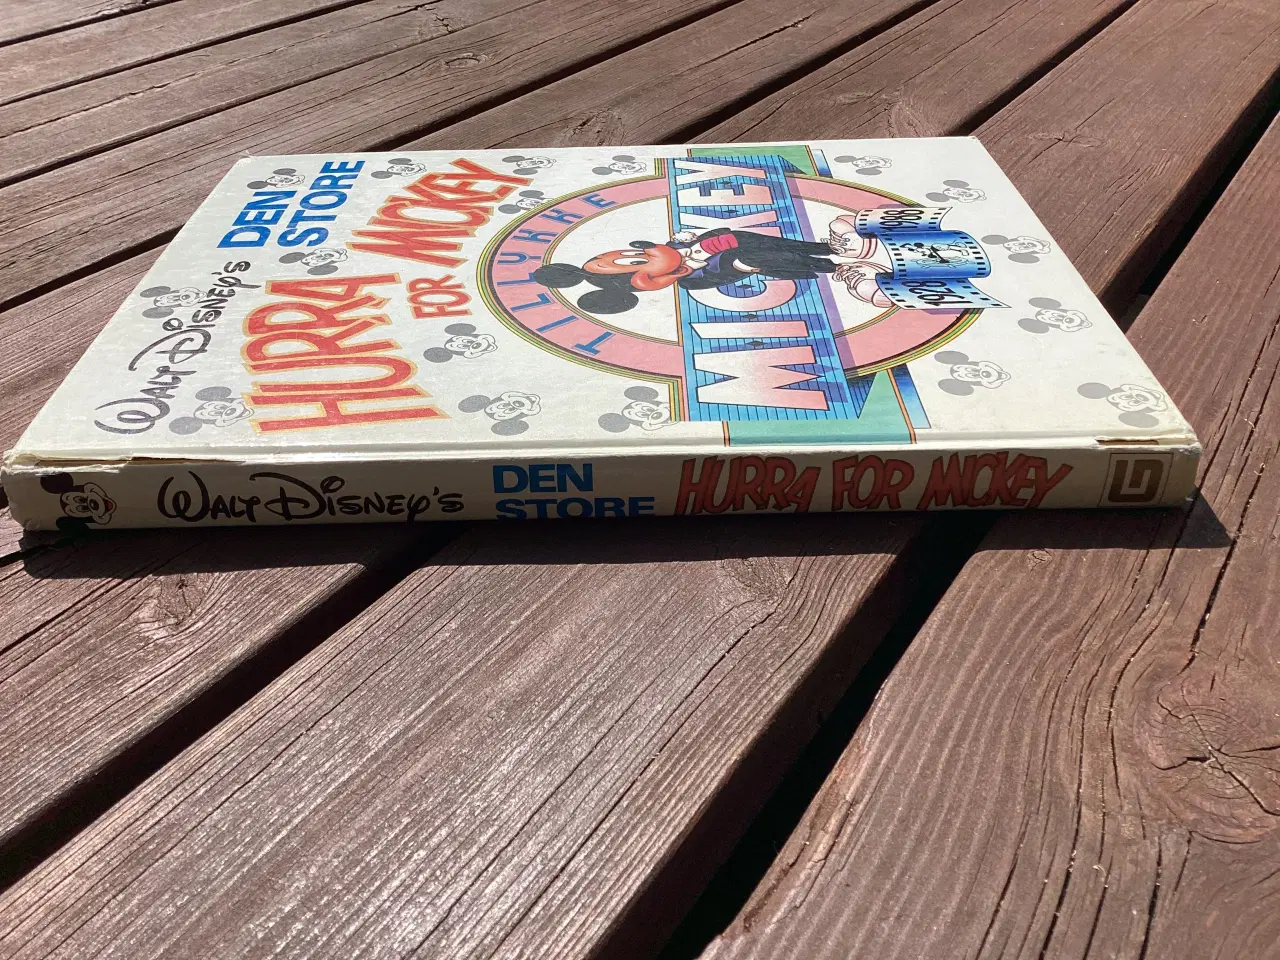 Walt Disney's
DEN
STORE
HURRA
FOR MICKEY
TILLYKKE
MICKEY
1928
1988
Walt Disney's
DEN
STORE
HURRA FOR MICKEY
G